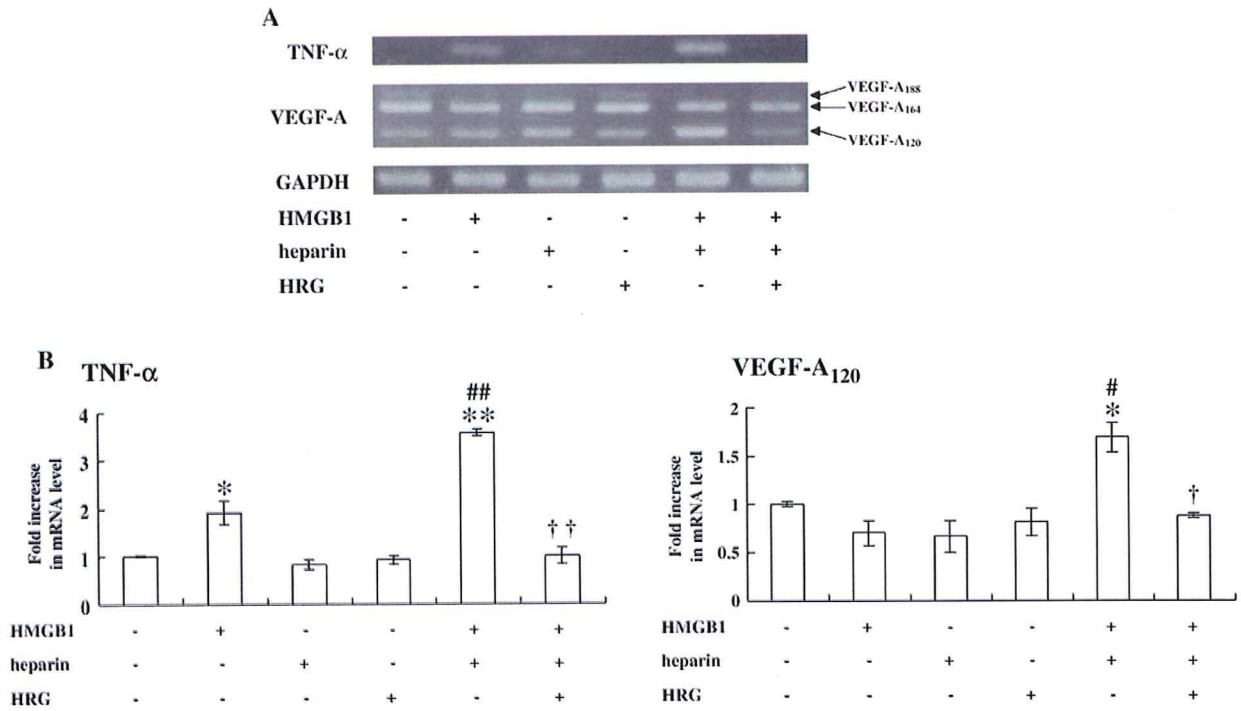 A
TNF-α
VEGF-A188
VEGF-A
VEGF-A164
VEGF-A120
GAPDH
HMGB1 - + - - + +
heparin - - + - + +
HRG - - - + - +
B
TNF-α
Fold increase
in mRNA level
4
3
2
1
0
*
##
**
† †
HMGB1 - + - - + +
heparin - - + - + +
HRG - - - + - +
VEGF-A120
Fold increase
in mRNA level
2
1.5
1
0.5
0
#
*
†
HMGB1 - + - - + +
heparin - - + - + +
HRG - - - + - +